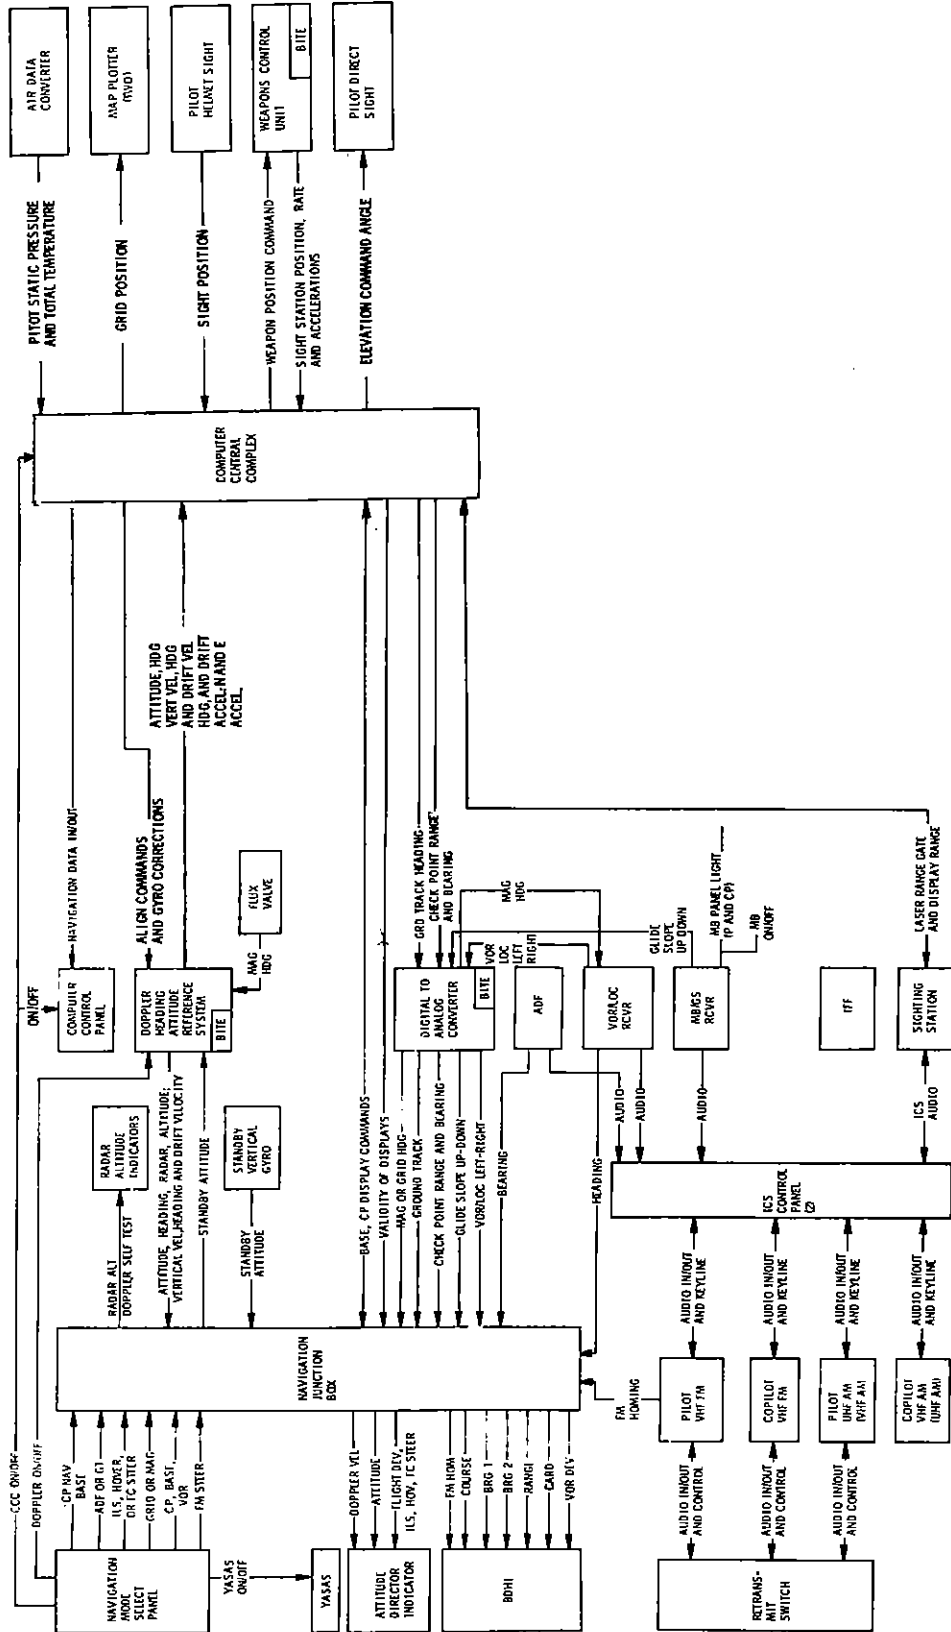 CCC ON/OFF
DOPPLER ON/OFF
NAVIGATION
MODE
SELECT
PANEL
CP NAV
BASE
ADF OR GT
ILS, HOVER,
DR TC STEER
GRID OR MAG
CP, BASE,
VOR
FM STEER
YASAS
ON/OFF
YASAS
ATTITUDE
DIRECTOR
INDICATOR
DOPPLER VEL
ATTITUDE
FLIGHT DEV,
ILS, HOV, TC STEER
BDHI
FM HOM
COURSE
BRG 1
BRG 2
RANGE
CARD
VOR DEV
RETRANS-
MIT
SWITCH
AUDIO IN/OUT
AND CONTROL
AUDIO IN/OUT
AND CONTROL
AUDIO IN/OUT
AND CONTROL
NAVIGATION
JUNCTION
BOX
FM
HOMING
PILOT
VHF FM
COPILOT
VHF FM
PILOT
UHF AM
(VHF AM)
COPILOT
VHF AM
(UHF AM)
AUDIO IN/OUT
AND KEYLINE
AUDIO IN/OUT
AND KEYLINE
AUDIO IN/OUT
AND KEYLINE
AUDIO IN/OUT
AND KEYLINE
RADAR ALT
DOPPLER SELF TEST
RADAR
ALTITUDE
INDICATORS
ATTITUDE, HEADING, RADAR, ALTITUDE,
VERTICAL VEL, HEADING AND DRIFT VELOCITY
STANDBY ATTITUDE
STANDBY
ATTITUDE
STANDBY
VERTICAL
GYRO
BASE, CP DISPLAY COMMANDS
VALIDITY OF DISPLAYS
MAG OR GRID HDG
GROUND TRACK
CHECK POINT RANGE AND BEARING
GLIDE SLOPE UP-DOWN
VOR/LOC LEFT-RIGHT
BEARING
HEADING
AUDIO
AUDIO
AUDIO
ICS
CONTROL
PANEL
(2)
ICS
AUDIO
ON/OFF
COMPUTER
CONTROL
PANEL
NAVIGATION DATA IN/OUT
DOPPLER
HEADING
ATTITUDE
REFERENCE
SYSTEM
BITE
ALIGN COMMANDS
AND GYRO CORRECTIONS
MAG
HDG
FLUX
VALVE
ATTITUDE, HDG
VERT VEL, HDG
AND DRIFT VEL
HDG, AND DRIFT
ACCEL-N AND E
ACCEL.
DIGITAL TO
ANALOG
CONVERTER
BITE
GRD TRACK HEADING
CHECK POINT RANGE
AND BEARING
MAG
HDG
VOR
LOC
LEFT
RIGHT
GLIDE
SLOPE
UP DOWN
ADF
VOR/LOC
RCVR
MB/GS
RCVR
MB PANEL LIGHT
(P AND CP)
MB
ON/OFF
IFF
SIGHTING
STATION
LASER RANGE GATE
AND DISPLAY RANGE
COMPUTER
CENTRAL
COMPLEX
PITOT STATIC PRESSURE
AND TOTAL TEMPERATURE
GRID POSITION
SIGHT POSITION
WEAPON POSITION COMMAND
SIGHT STATION POSITION, RATE
AND ACCELERATIONS
ELEVATION COMMAND ANGLE
AIR DATA
CONVERTER
MAP PLOTTER
PILOT
HELMET SIGHT
WEAPONS CONTROL
UNIT
BITE
PILOT DIRECT
SIGHT